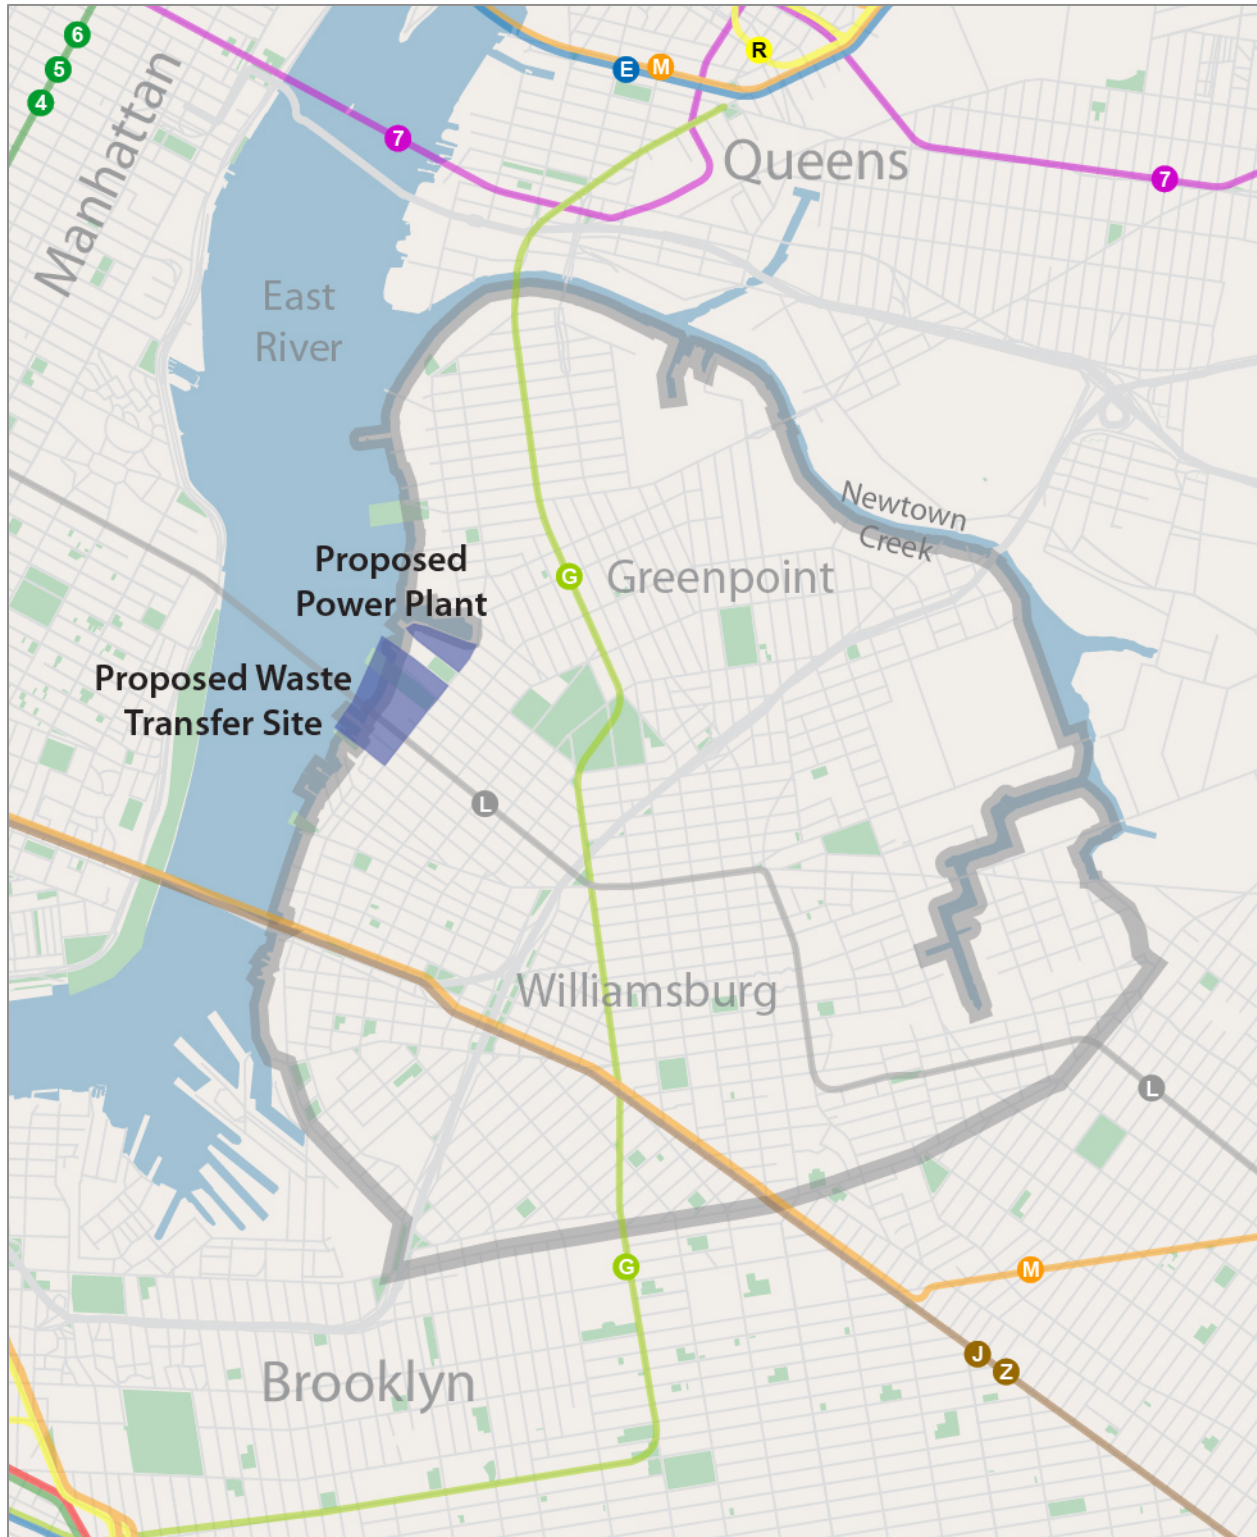 6
5
4
Manhattan
E
M
R
7
Queens
7
East
River
Newtown
Creek
Proposed
Power Plant
G
Greenpoint
Proposed Waste
Transfer Site
L
Williamsburg
L
G
M
J
Z
Brooklyn